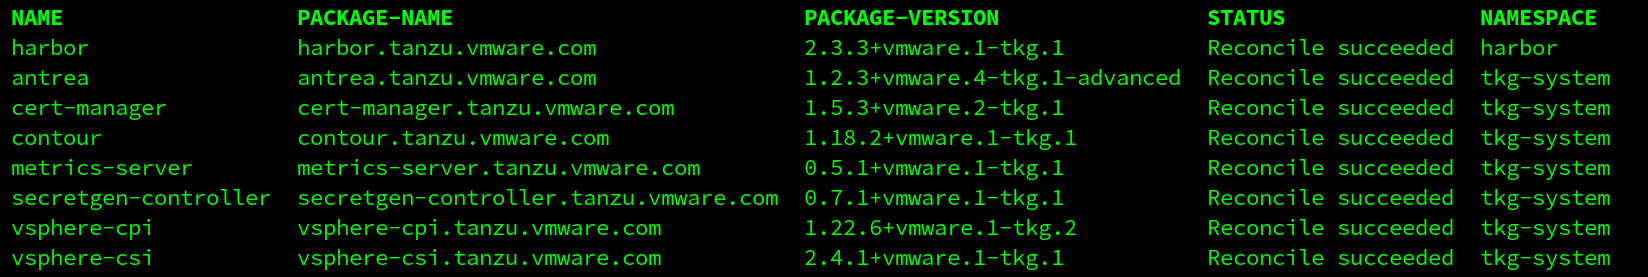 NAME PACKAGE-NAME PACKAGE-VERSION STATUS NAMESPACE
harbor harbor.tanzu.vmware.com 2.3.3+vmware.1-tkg.1 Reconcile succeeded harbor
antrea antrea.tanzu.vmware.com 1.2.3+vmware.4-tkg.1-advanced Reconcile succeeded tkg-system
cert-manager cert-manager.tanzu.vmware.com 1.5.3+vmware.2-tkg.1 Reconcile succeeded tkg-system
contour contour.tanzu.vmware.com 1.18.2+vmware.1-tkg.1 Reconcile succeeded tkg-system
metrics-server metrics-server.tanzu.vmware.com 0.5.1+vmware.1-tkg.1 Reconcile succeeded tkg-system
secretgen-controller secretgen-controller.tanzu.vmware.com 0.7.1+vmware.1-tkg.1 Reconcile succeeded tkg-system
vsphere-cpi vsphere-cpi.tanzu.vmware.com 1.22.6+vmware.1-tkg.2 Reconcile succeeded tkg-system
vsphere-csi vsphere-csi.tanzu.vmware.com 2.4.1+vmware.1-tkg.1 Reconcile succeeded tkg-system